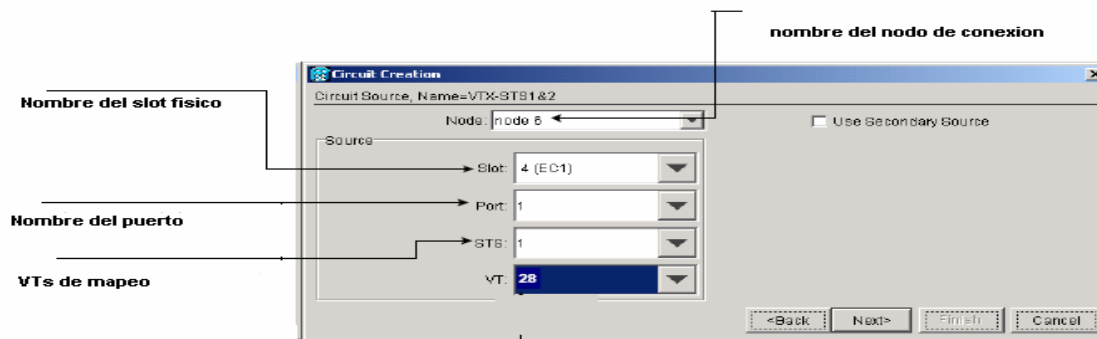 nombre del nodo de conexion
Circuit Creation
Circuit Source, Name=VTX-STS1&2
Nombre del slot fisico
Node: node 6
Use Secondary Source
Source
Slot: 4 (EC1)
Port: 1
Nombre del puerto
STS: 1
VTs de mapeo
VT: 28
<Back
Next>
Finish
Cancel